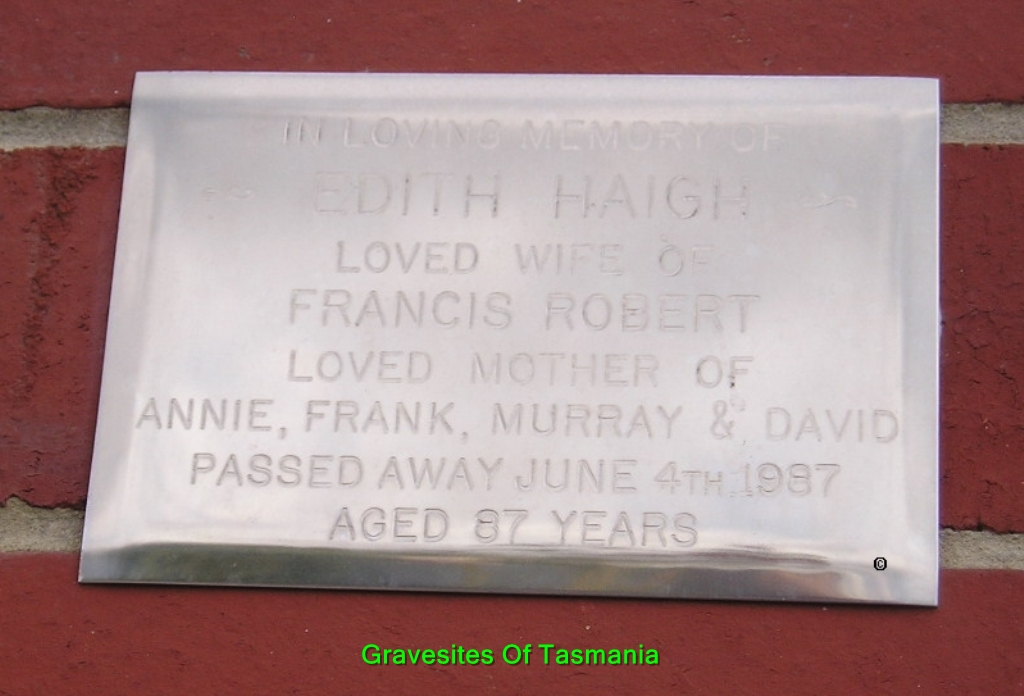 IN LOVING MEMORY OF
EDITH HAIGH
LOVED WIFE OF
FRANCIS ROBERT
LOVED MOTHER OF
ANNIE, FRANK, MURRAY & DAVID
PASSED AWAY JUNE 4TH 1987
AGED 87 YEARS
©
Gravesites Of Tasmania